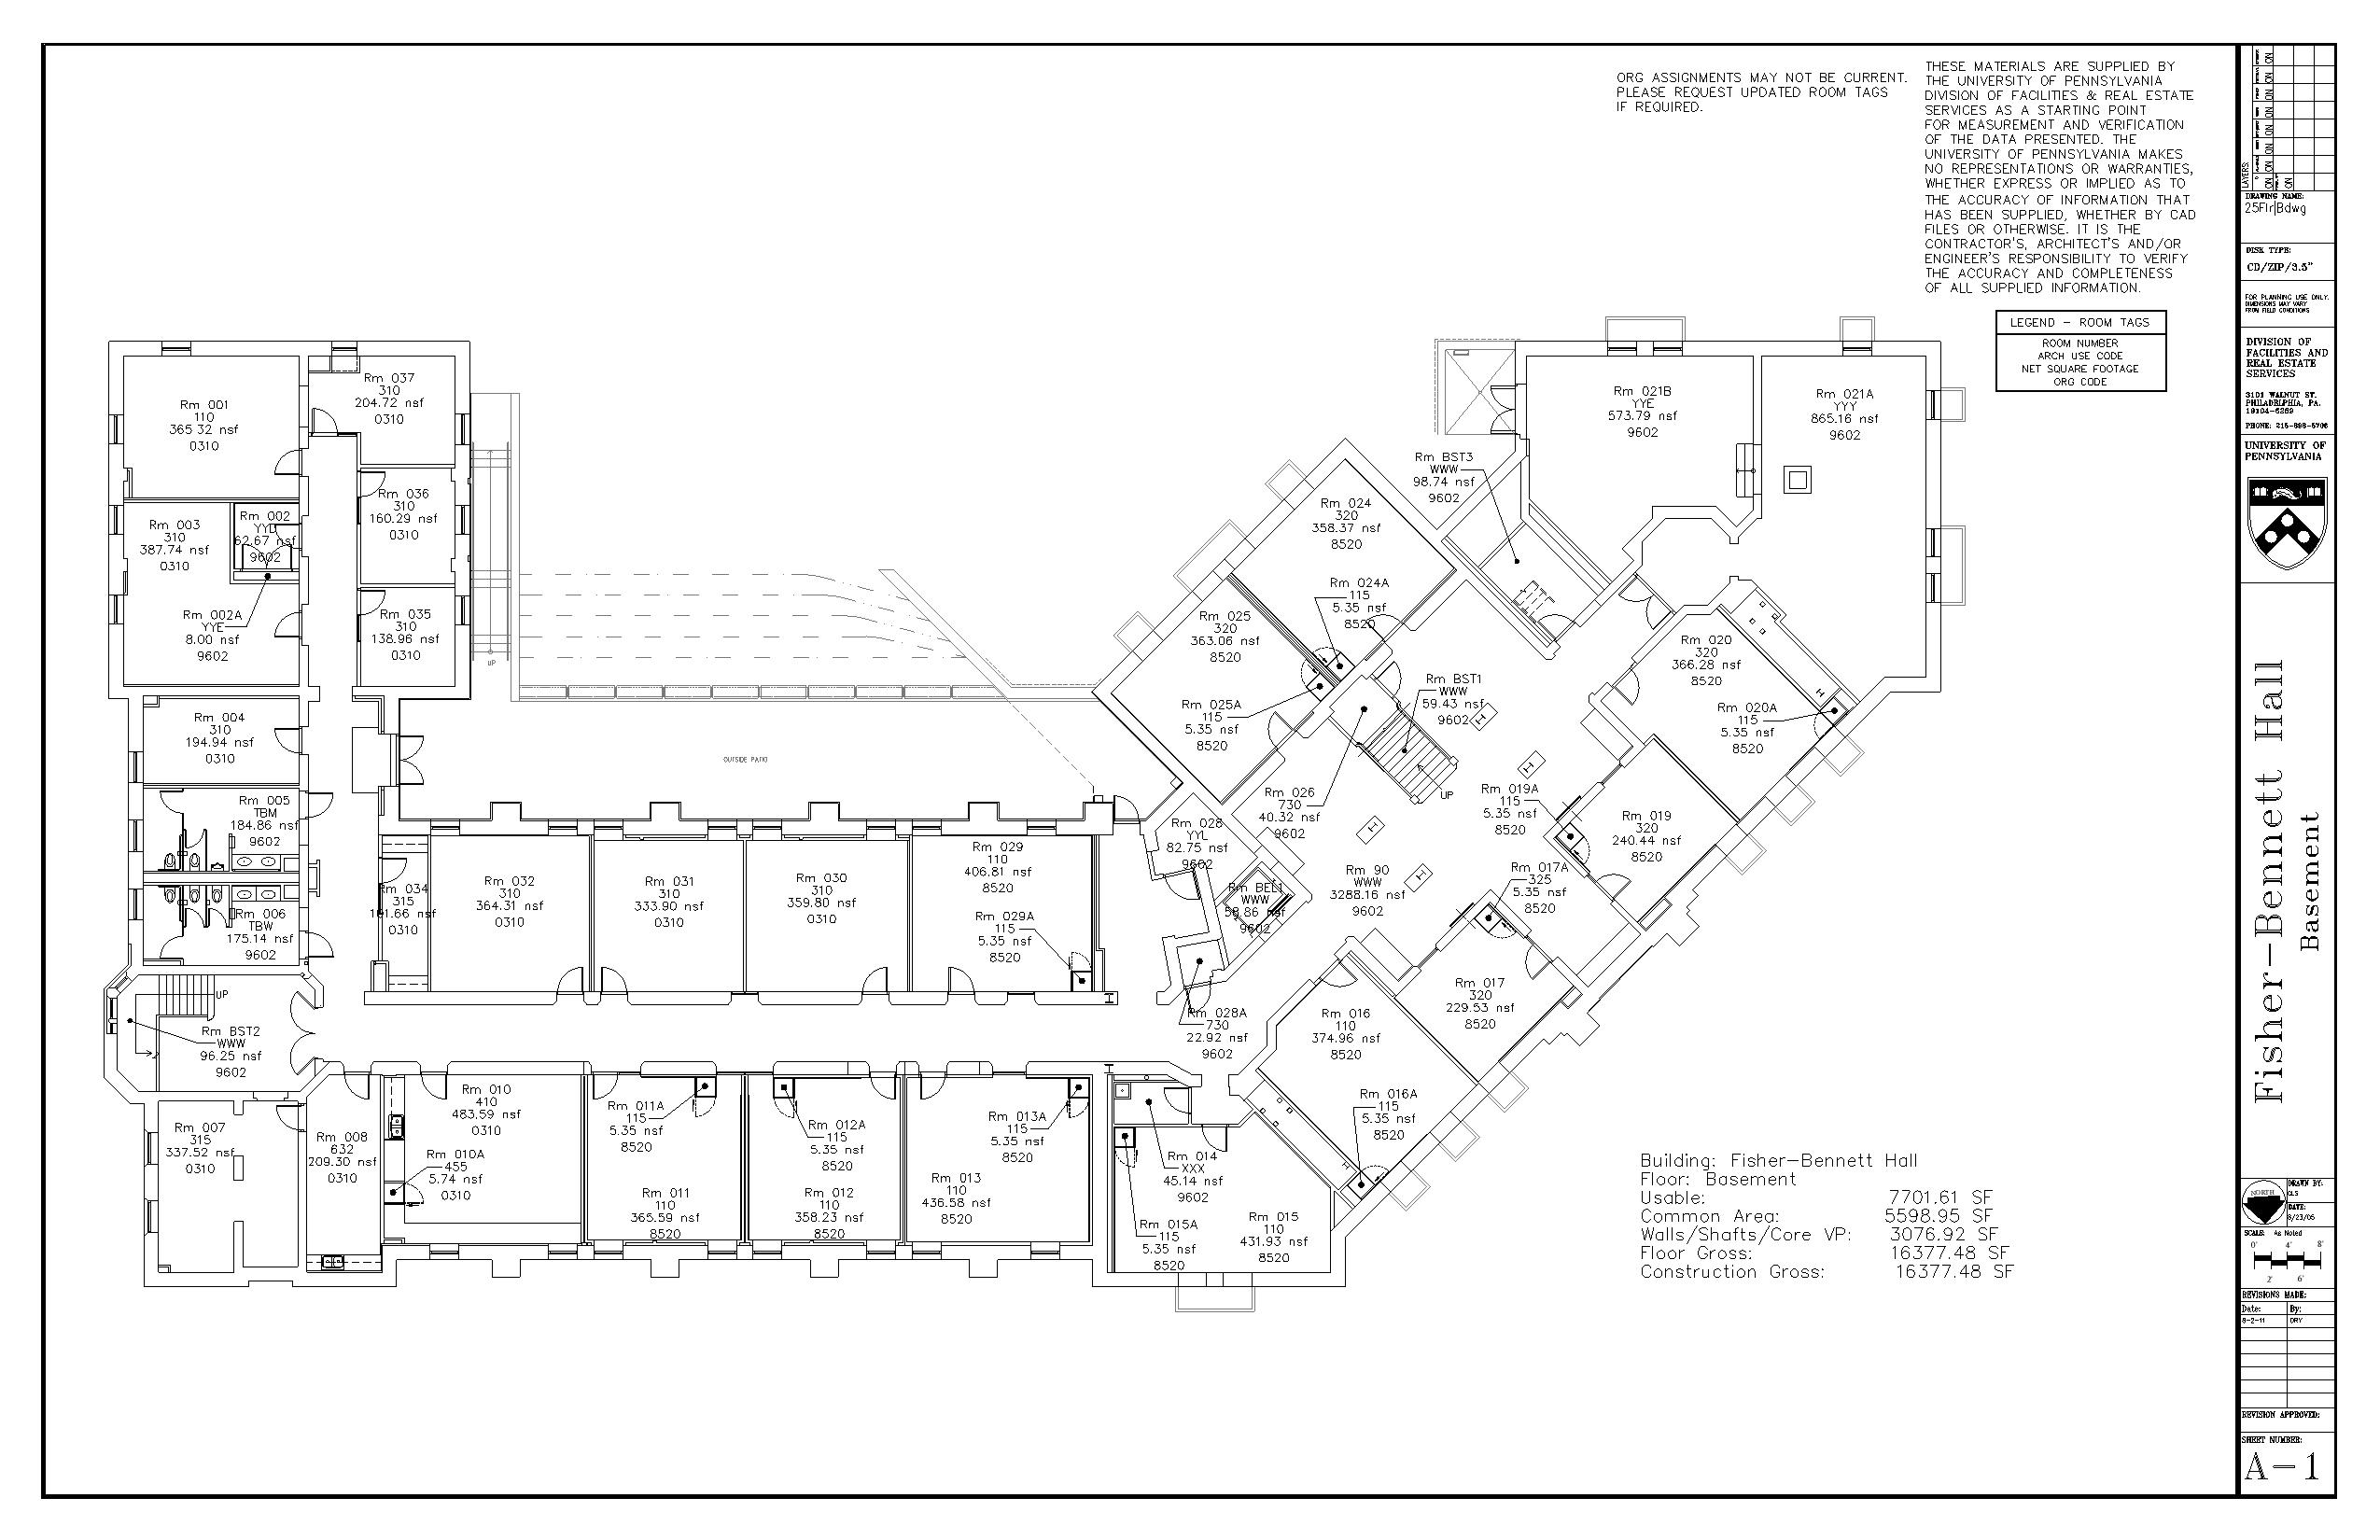 ORG ASSIGNMENTS MAY NOT BE CURRENT.
PLEASE REQUEST UPDATED ROOM TAGS
IF REQUIRED.
THESE MATERIALS ARE SUPPLIED BY
THE UNIVERSITY OF PENNSYLVANIA
DIVISION OF FACILITIES & REAL ESTATE
SERVICES AS A STARTING POINT
FOR MEASUREMENT AND VERIFICATION
OF THE DATA PRESENTED. THE
UNIVERSITY OF PENNSYLVANIA MAKES
NO REPRESENTATIONS OR WARRANTIES,
WHETHER EXPRESS OR IMPLIED AS TO
THE ACCURACY OF INFORMATION THAT
HAS BEEN SUPPLIED, WHETHER BY CAD
FILES OR OTHERWISE. IT IS THE
CONTRACTOR'S, ARCHITECT'S AND/OR
ENGINEER'S RESPONSIBILITY TO VERIFY
THE ACCURACY AND COMPLETENESS
OF ALL SUPPLIED INFORMATION.
LEGEND - ROOM TAGS
ROOM NUMBER
ARCH USE CODE
NET SQUARE FOOTAGE
ORG CODE
Rm 001
110
365 32 nsf
0310
Rm 037
310
204.72 nsf
0310
Rm 036
310
160.29 nsf
0310
Rm 003
310
387.74 nsf
0310
Rm 002
62.67 nsf
9602
Rm 002A
YYE
8.00 nsf
9602
Rm 035
310
138.96 nsf
0310
UP
Rm 004
310
194.94 nsf
0310
Rm 005
TBM
184.86 nsf
9602
Rm 006
TBW
175.14 nsf
9602
UP
Rm BST2
WWW
96.25 nsf
9602
Rm 007
315
337.52 nsf
0310
Rm 008
632
209.30 nsf
0310
Rm 010
410
483.59 nsf
0310
Rm 010A
455
5.74 nsf
0310
Rm 034
315
101.66 nsf
0310
Rm 032
310
364.31 nsf
0310
Rm 031
310
333.90 nsf
0310
Rm 030
310
359.80 nsf
0310
Rm 029
110
406.81 nsf
8520
Rm 029A
115
5.35 nsf
8520
OUTSIDE PATIO
Rm 011A
115
5.35 nsf
8520
Rm 011
110
365.59 nsf
8520
Rm 012A
115
5.35 nsf
8520
Rm 012
110
358.23 nsf
8520
Rm 013A
115
5.35 nsf
8520
Rm 013
110
436.58 nsf
8520
Rm 014
XXX
45.14 nsf
9602
Rm 015A
115
5.35 nsf
8520
Rm 015
110
431.93 nsf
8520
Rm 016
110
374.96 nsf
8520
Rm 016A
115
5.35 nsf
8520
Rm 017
320
229.53 nsf
8520
Rm 017A
325
5.35 nsf
8520
Rm 019A
115
5.35 nsf
8520
Rm 019
320
240.44 nsf
8520
Rm 020
320
366.28 nsf
8520
Rm 020A
115
5.35 nsf
8520
Rm 021B
YYE
573.79 nsf
9602
Rm 021A
YYY
865.16 nsf
9602
Rm BST3
WWW
98.74 nsf
9602
Rm 024
320
358.37 nsf
8520
Rm 024A
115
5.35 nsf
8520
Rm 025
320
363.06 nsf
8520
Rm 025A
115
5.35 nsf
8520
Rm BST1
WWW
59.43 nsf
9602
UP
Rm 026
730
40.32 nsf
9602
Rm 028
YYL
82.75 nsf
9602
Rm BEL1
WWW
58.86 nsf
9602
Rm 90
WWW
3288.16 nsf
9602
Rm 028A
730
22.92 nsf
9602
Building: Fisher-Bennett Hall
Floor: Basement
Usable: 7701.61 SF
Common Area: 5598.95 SF
Walls/Shafts/Core VP: 3076.92 SF
Floor Gross: 16377.48 SF
Construction Gross: 16377.48 SF
LAYERS:
ON ON ON ON ON ON ON
ON
DRAWING NAME:
25Flr|Bdwg
DISK TYPE:
CD/ZIP/3.5"
FOR PLANNING USE ONLY.
DIMENSIONS MAY VARY
FROM FIELD CONDITIONS
DIVISION OF
FACILITIES AND
REAL ESTATE
SERVICES
3101 WALNUT ST.
PHILADELPHIA, PA.
19104-6289
UNIVERSITY OF
PENNSYLVANIA
Fisher-Bennett Hall
Basement
NORTH
DRAWN BY:
DATE:
8/23/05
SCALE: As Noted
0' 4' 8'
2' 6'
REVISIONS MADE:
Date: By:
8-2-11 DRY
REVISION APPROVED:
SHEET NUMBER:
A-1